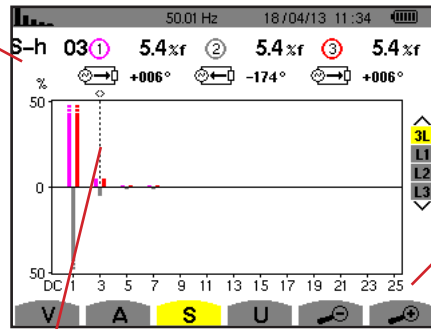 50.01 Hz 18/04/13 11:34
S-h 03 1 5.4%f 2 5.4%f 3 5.4%f
+006° -174° +006°
%
50
3L
L1
L2
L3
0
50
DC 1 3 5 7 9 11 13 15 17 19 21 23 25
V A S U